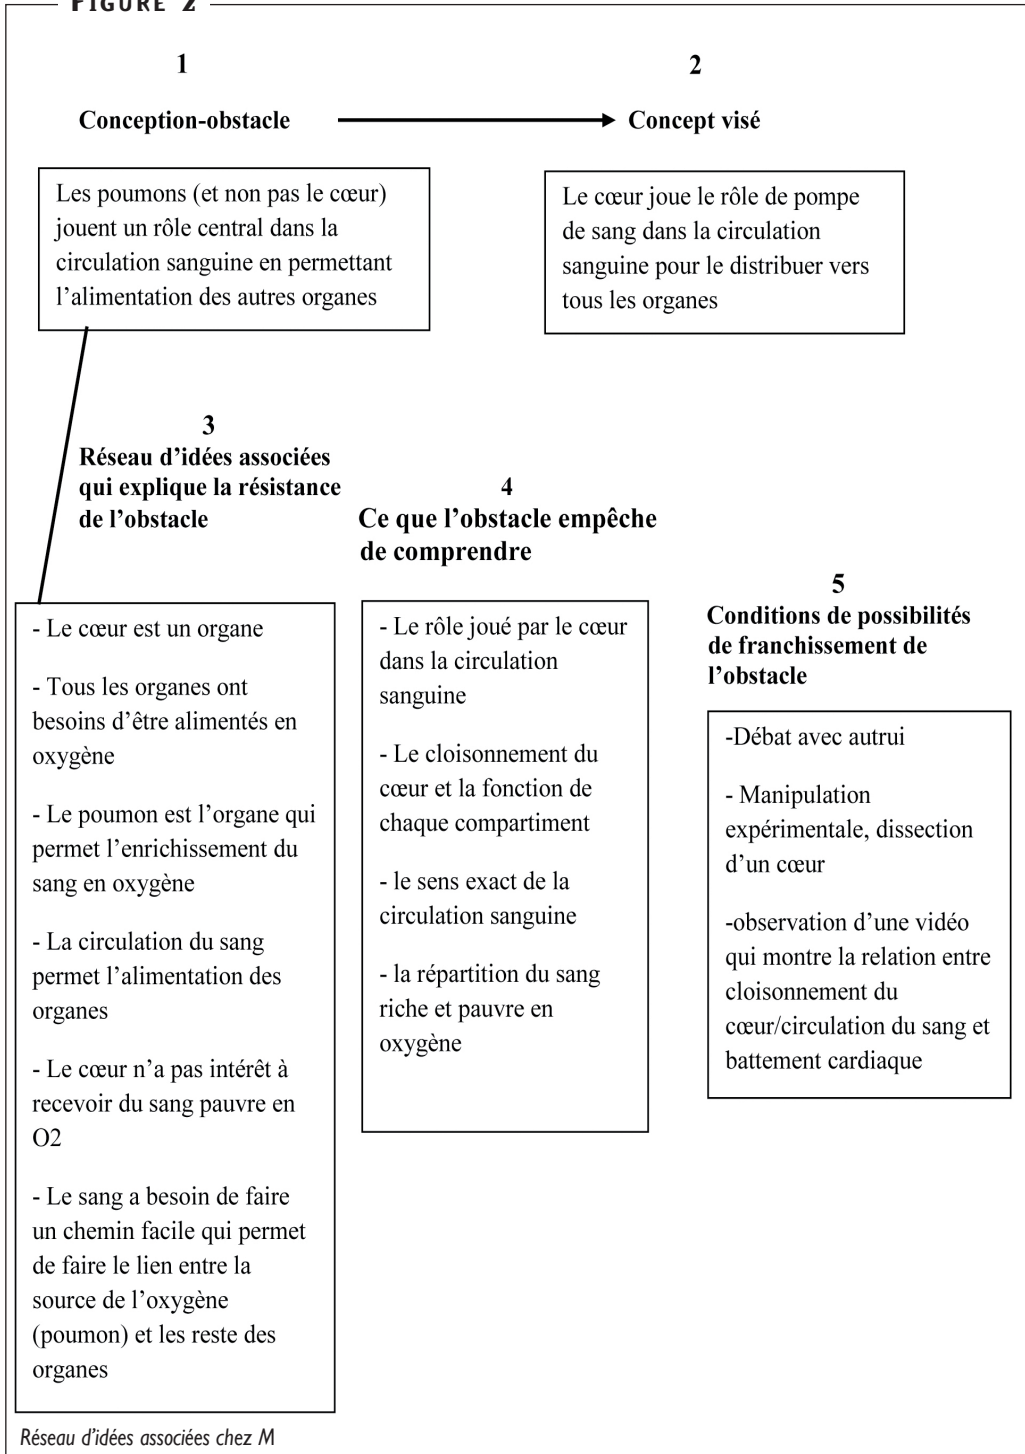 FIGURE 2
1
Conception-obstacle
2
Concept visé
Les poumons (et non pas le cœur)
jouent un rôle central dans la
circulation sanguine en permettant
l’alimentation des autres organes
Le cœur joue le rôle de pompe
de sang dans la circulation
sanguine pour le distribuer vers
tous les organes
3
Réseau d’idées associées
qui explique la résistance
de l’obstacle
- Le cœur est un organe
- Tous les organes ont
besoins d’être alimentés en
oxygène
- Le poumon est l’organe qui
permet l’enrichissement du
sang en oxygène
- La circulation du sang
permet l’alimentation des
organes
- Le cœur n’a pas intérêt à
recevoir du sang pauvre en
O2
- Le sang a besoin de faire
un chemin facile qui permet
de faire le lien entre la
source de l’oxygène
(poumon) et les reste des
organes
4
Ce que l’obstacle empêche
de comprendre
- Le rôle joué par le cœur
dans la circulation
sanguine
- Le cloisonnement du
cœur et la fonction de
chaque compartiment
- le sens exact de la
circulation sanguine
- la répartition du sang
riche et pauvre en
oxygène
5
Conditions de possibilités
de franchissement de
l’obstacle
-Débat avec autrui
- Manipulation
expérimentale, dissection
d’un cœur
-observation d’une vidéo
qui montre la relation entre
cloisonnement du
cœur/circulation du sang et
battement cardiaque
Réseau d’idées associées chez M